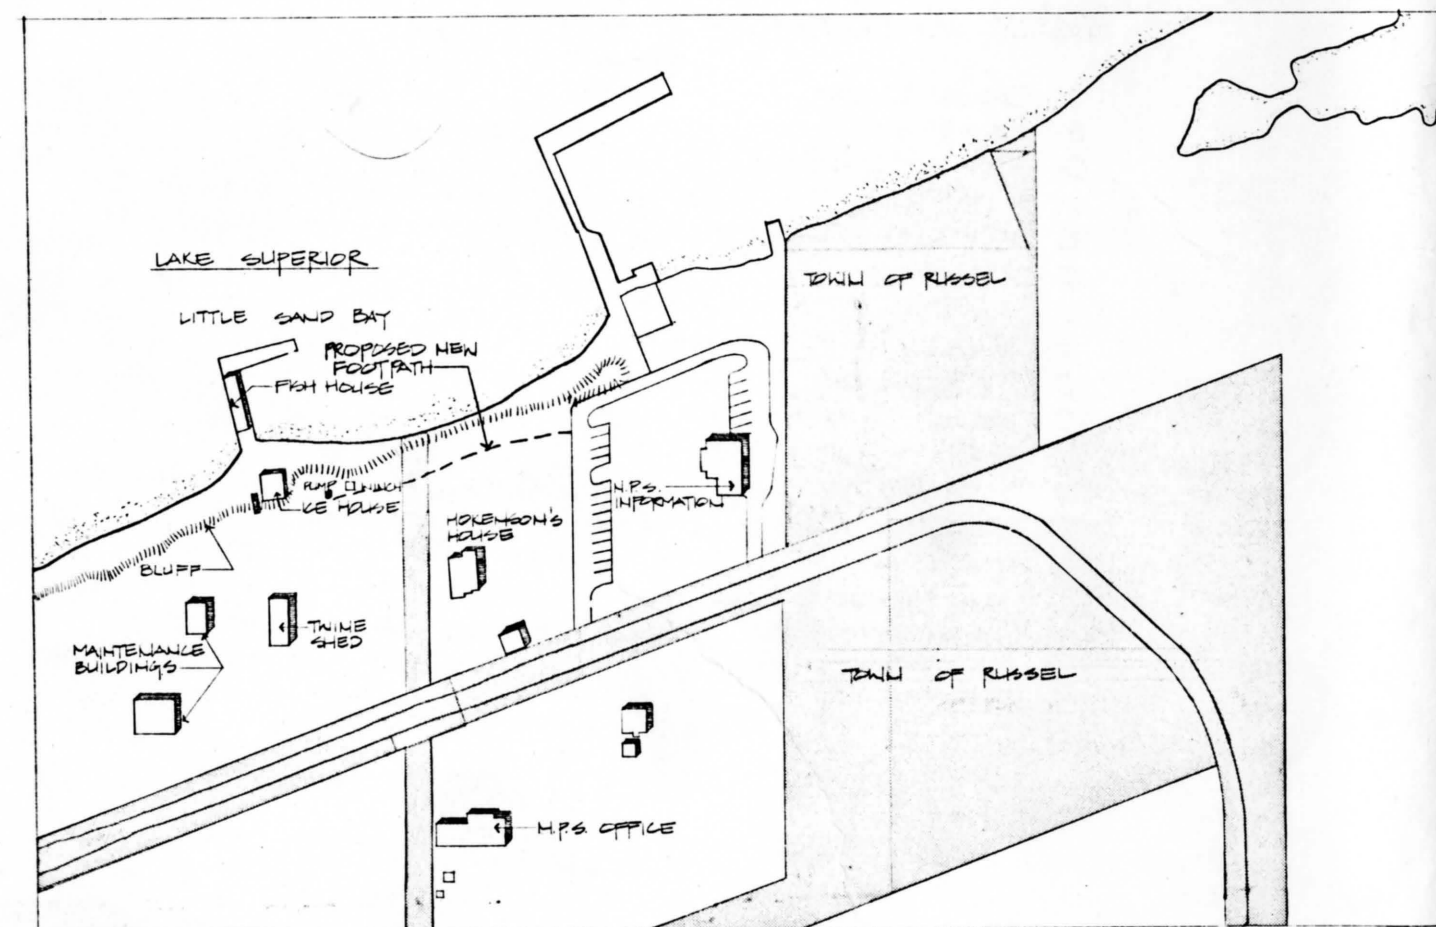 LAKE SUPERIOR
TOWN OF RUSSEL
LITTLE SAND BAY
PROPOSED NEW
FOOTPATH
FISH HOUSE
PUMP WINCH
ICE HOUSE
N.P.S.
INFORMATION
HOKENSON'S
HOUSE
BLUFF
TWINE
SHED
MAINTENANCE
BUILDINGS
TOWN OF RUSSEL
N.P.S. OFFICE